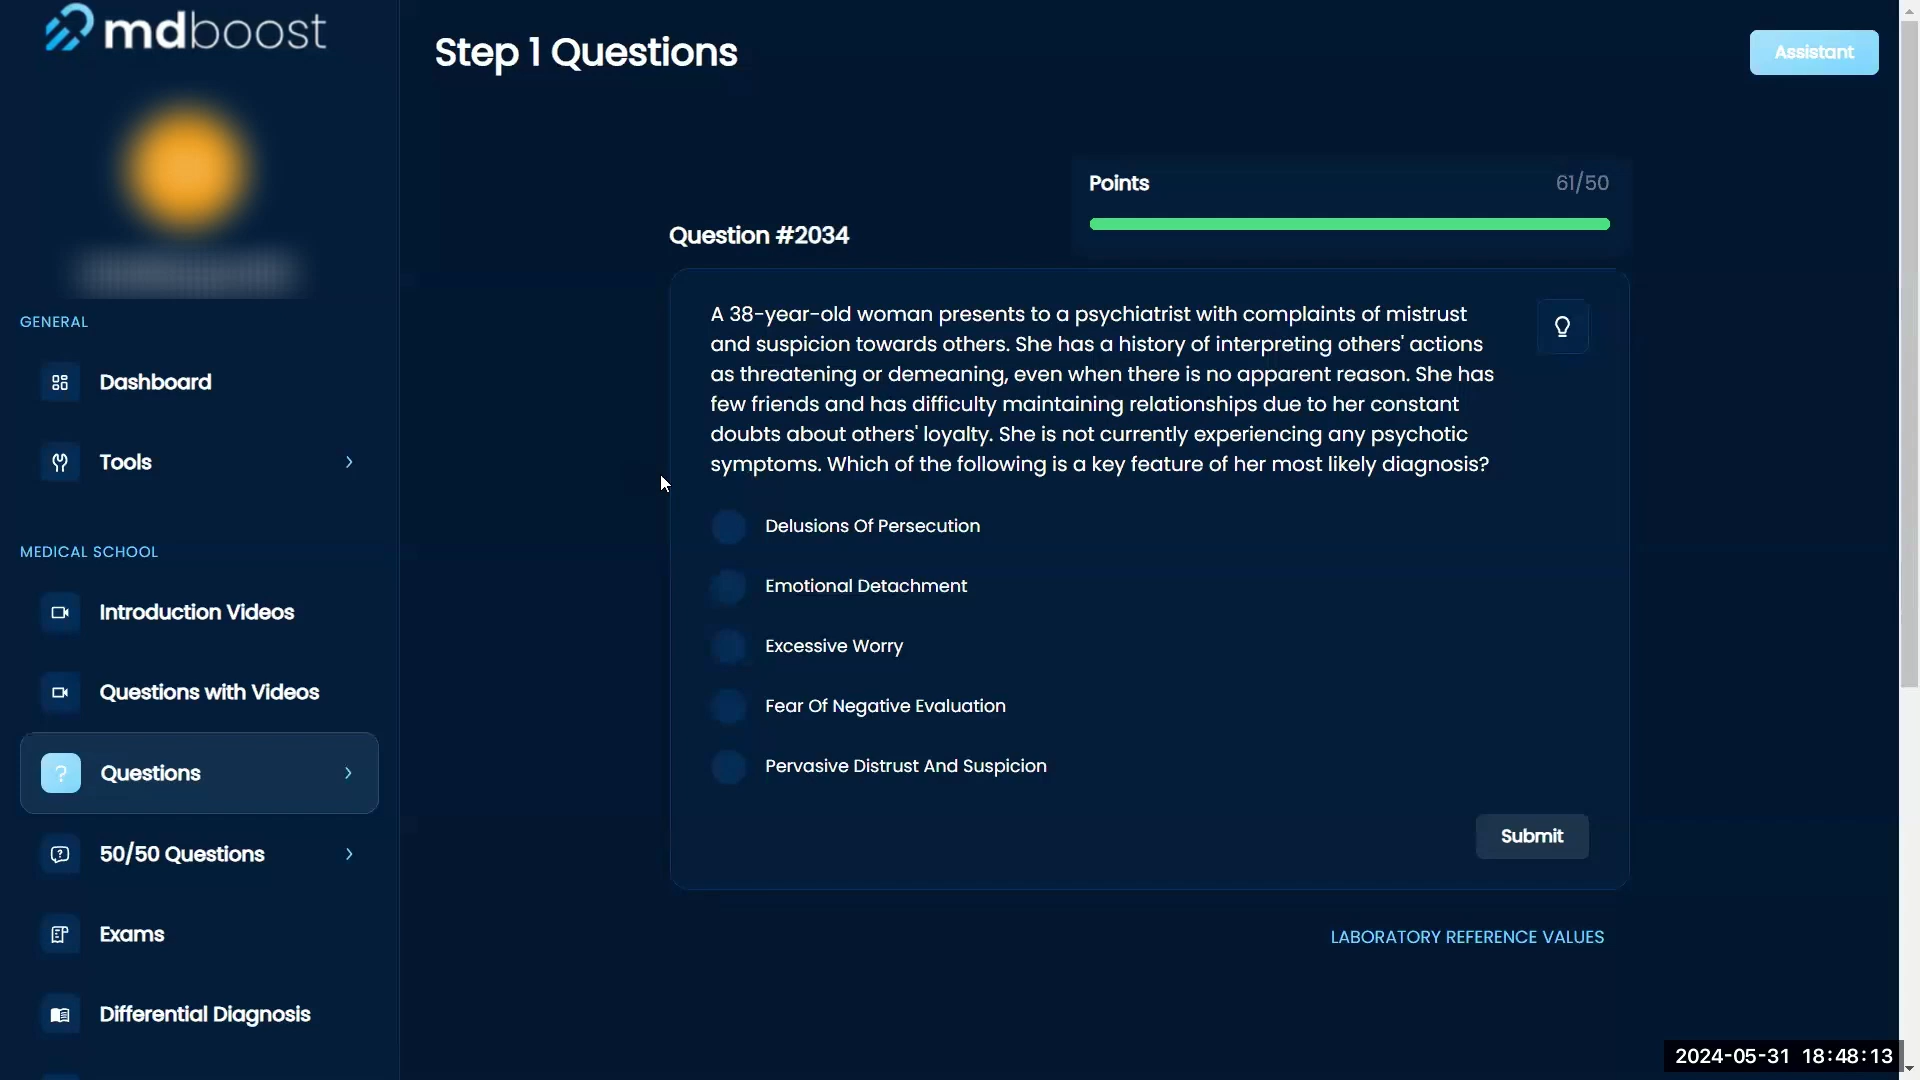 mdboost
Step 1 Questions
Assistant
Points
61/50
Question #2034
GENERAL
Dashboard
Tools
MEDICAL SCHOOL
Introduction Videos
Questions with Videos
Questions
50/50 Questions
Exams
Differential Diagnosis
A 38-year-old woman presents to a psychiatrist with complaints of mistrust
and suspicion towards others. She has a history of interpreting others' actions
as threatening or demeaning, even when there is no apparent reason. She has
few friends and has difficulty maintaining relationships due to her constant
doubts about others' loyalty. She is not currently experiencing any psychotic
symptoms. Which of the following is a key feature of her most likely diagnosis?
Delusions Of Persecution
Emotional Detachment
Excessive Worry
Fear Of Negative Evaluation
Pervasive Distrust And Suspicion
Submit
LABORATORY REFERENCE VALUES
2024-05-31 18:48:13